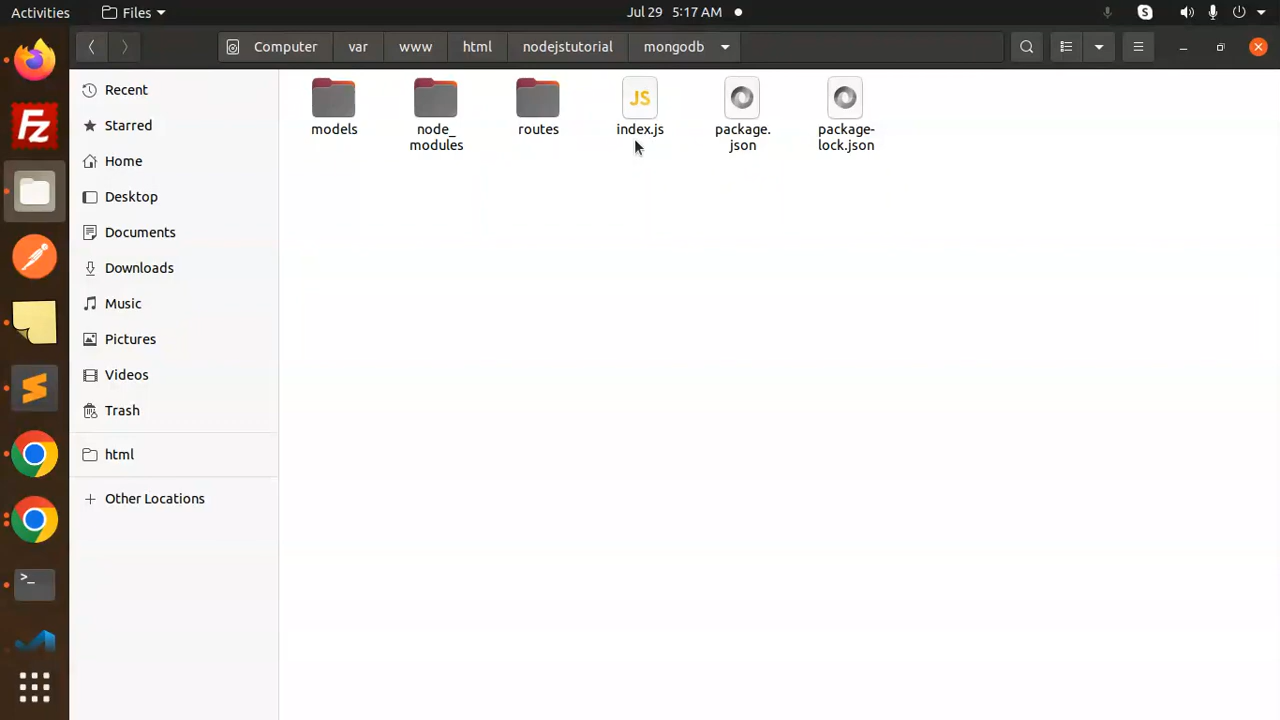 Activities
Files
Jul 29 5:17 AM
S
Computer
var
www
html
nodejstutorial
mongodb
Recent
Starred
Home
Desktop
Documents
Downloads
Music
Pictures
Videos
Trash
html
+ Other Locations
models
node_
modules
routes
JS
index.js
package.
json
package-
lock.json
Fz
>_